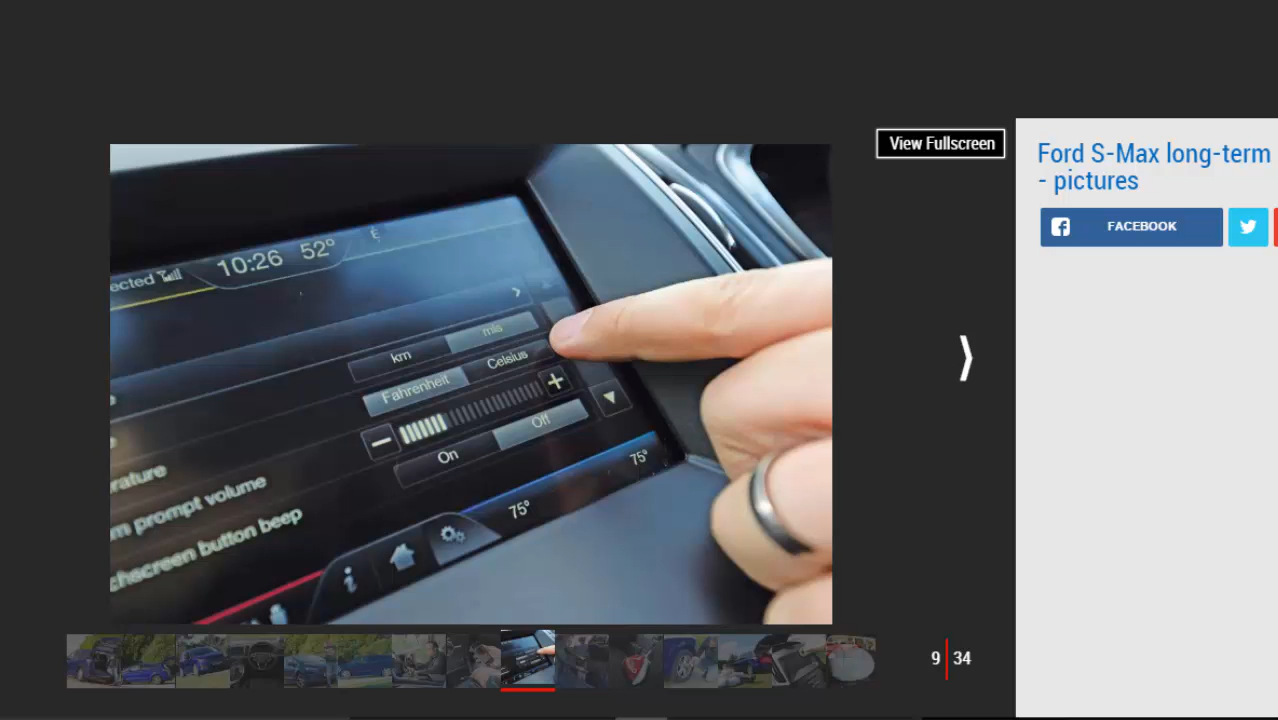 View Fullscreen
Ford S-Max long-term
- pictures
FACEBOOK
ected 10:26 52°
E
km mls
Fahrenheit Celsius
rature
m prompt volume
On Off
chscreen button beep
75° 75°
9 34